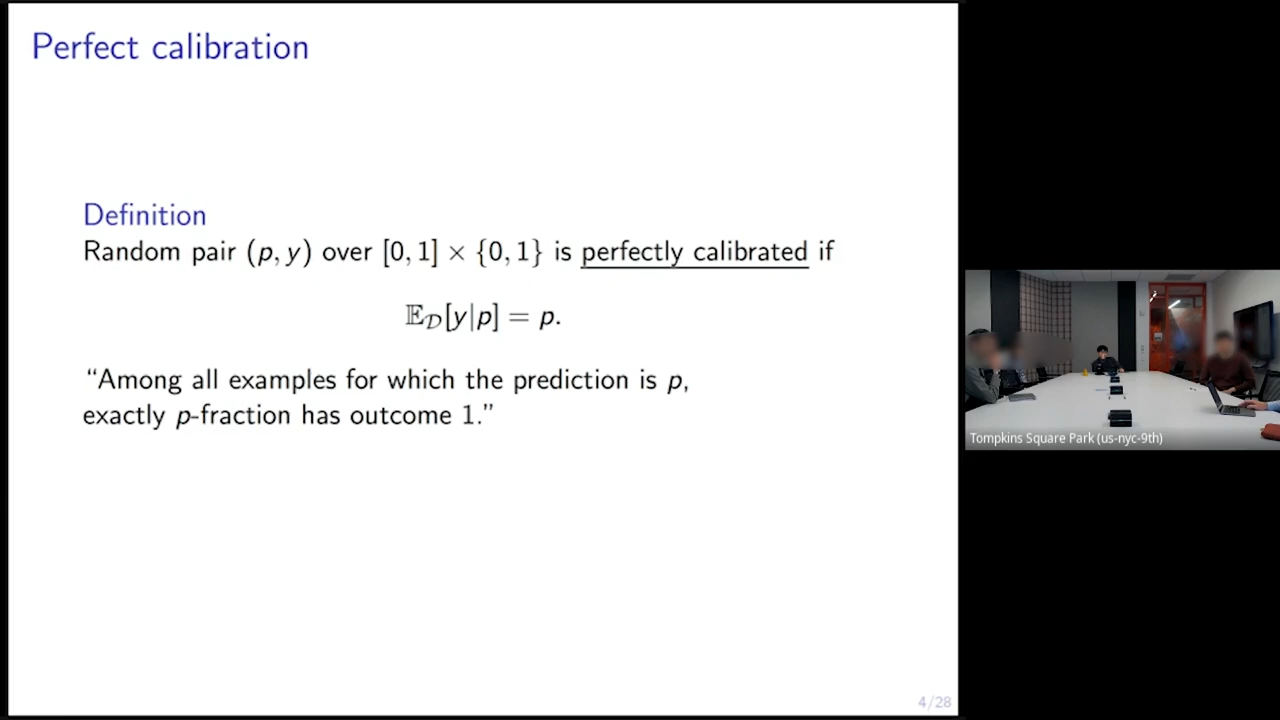 Perfect calibration
Definition
Random pair (p, y) over [0, 1] × {0, 1} is perfectly calibrated if
𝔼_𝒟[y|p] = p.
“Among all examples for which the prediction is p,
exactly p-fraction has outcome 1.”
4/28
Tompkins Square Park (us-nyc-9th)